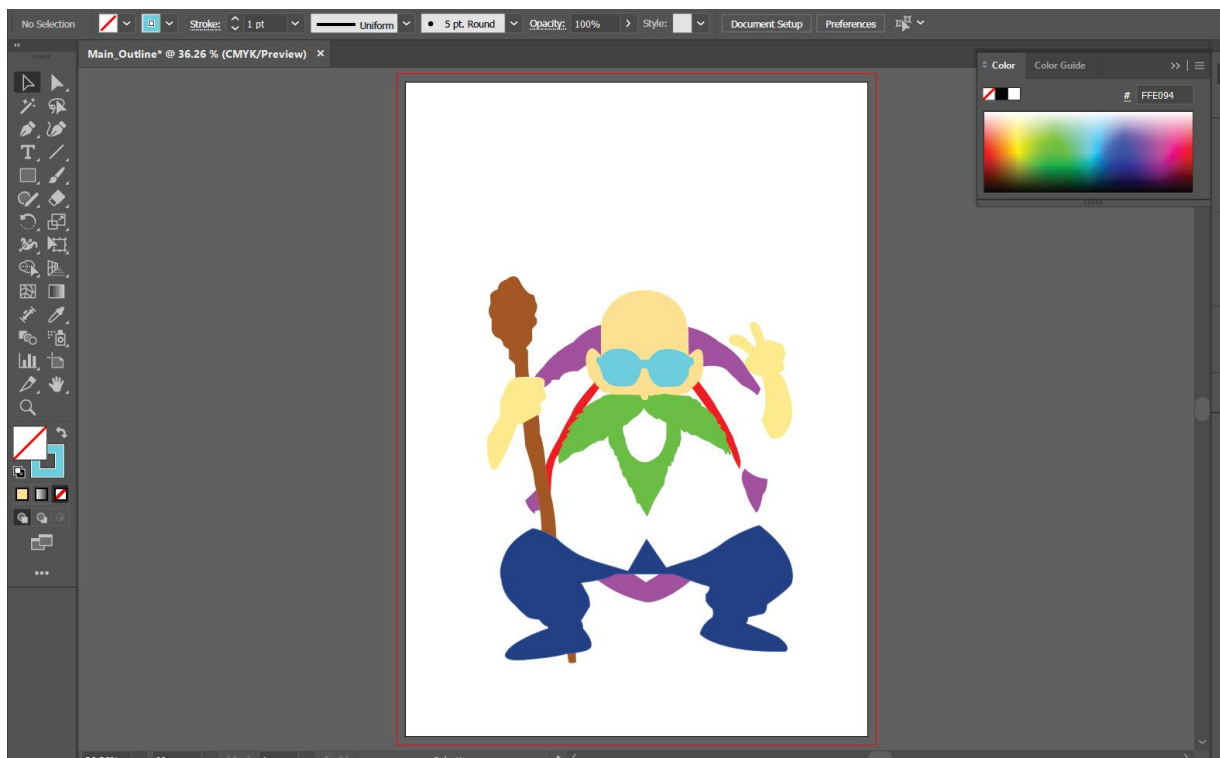 No Selection Stroke: 1 pt Uniform 5 pt. Round Opacity: 100% Style: Document Setup Preferences
Main_Outline* @ 36.26 % (CMYK/Preview) ×
Color Color Guide
# FFE094